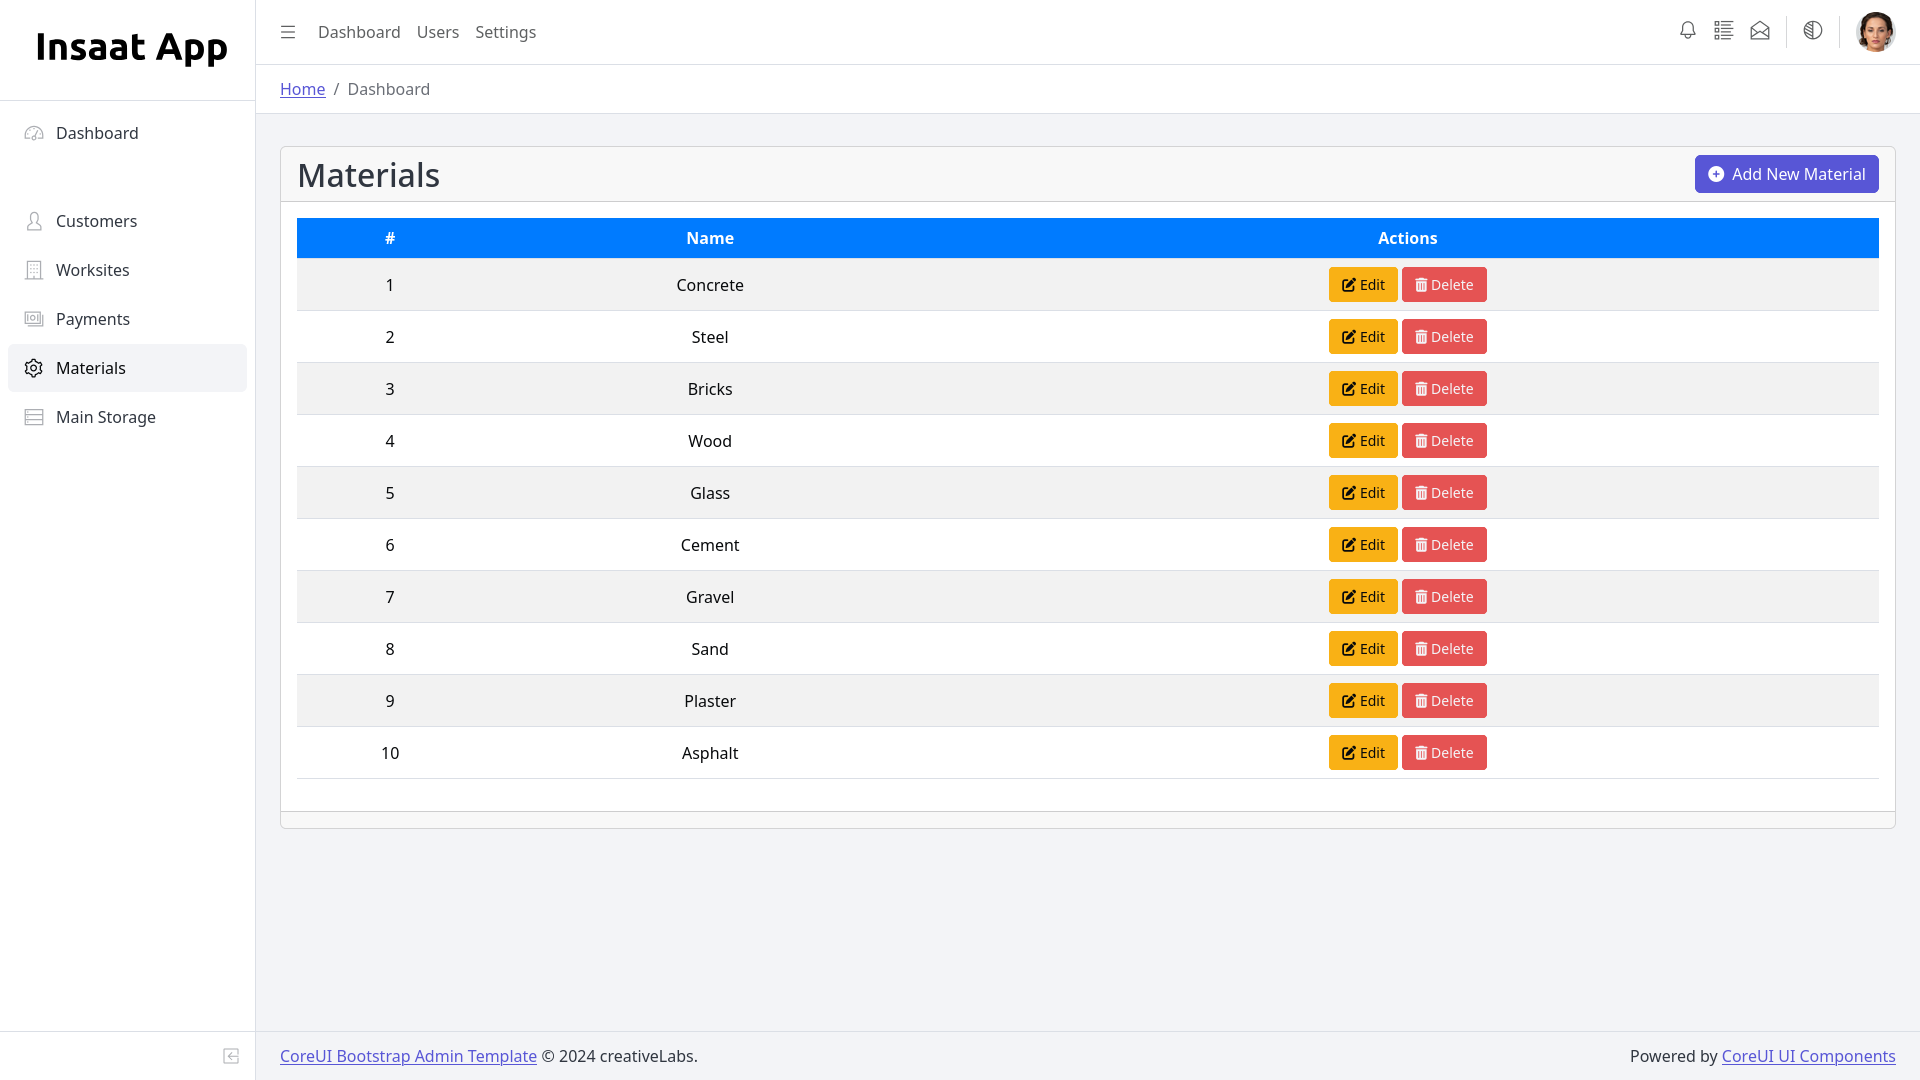 Insaat App
Dashboard Users Settings
Home / Dashboard
Dashboard
Customers
Worksites
Payments
Materials
Main Storage
Materials
Add New Material
# Name Actions
1 Concrete Edit Delete
2 Steel Edit Delete
3 Bricks Edit Delete
4 Wood Edit Delete
5 Glass Edit Delete
6 Cement Edit Delete
7 Gravel Edit Delete
8 Sand Edit Delete
9 Plaster Edit Delete
10 Asphalt Edit Delete
CoreUI Bootstrap Admin Template © 2024 creativeLabs.
Powered by CoreUI UI Components